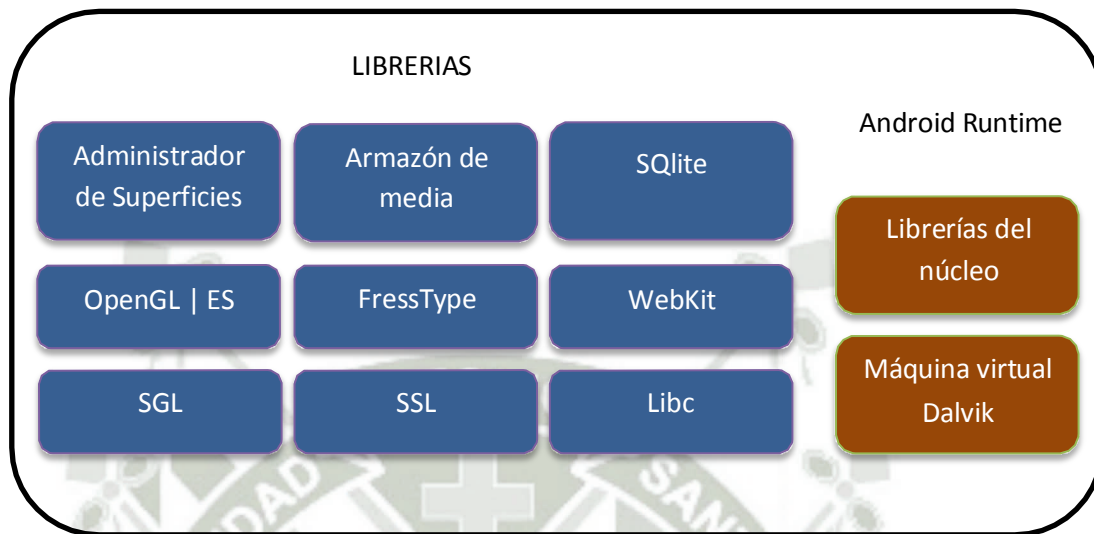 LIBRERIAS
Administrador
de Superficies
Armazón de
media
SQlite
OpenGL | ES
FressType
WebKit
SGL
SSL
Libc
Android Runtime
Librerías del
núcleo
Máquina virtual
Dalvik